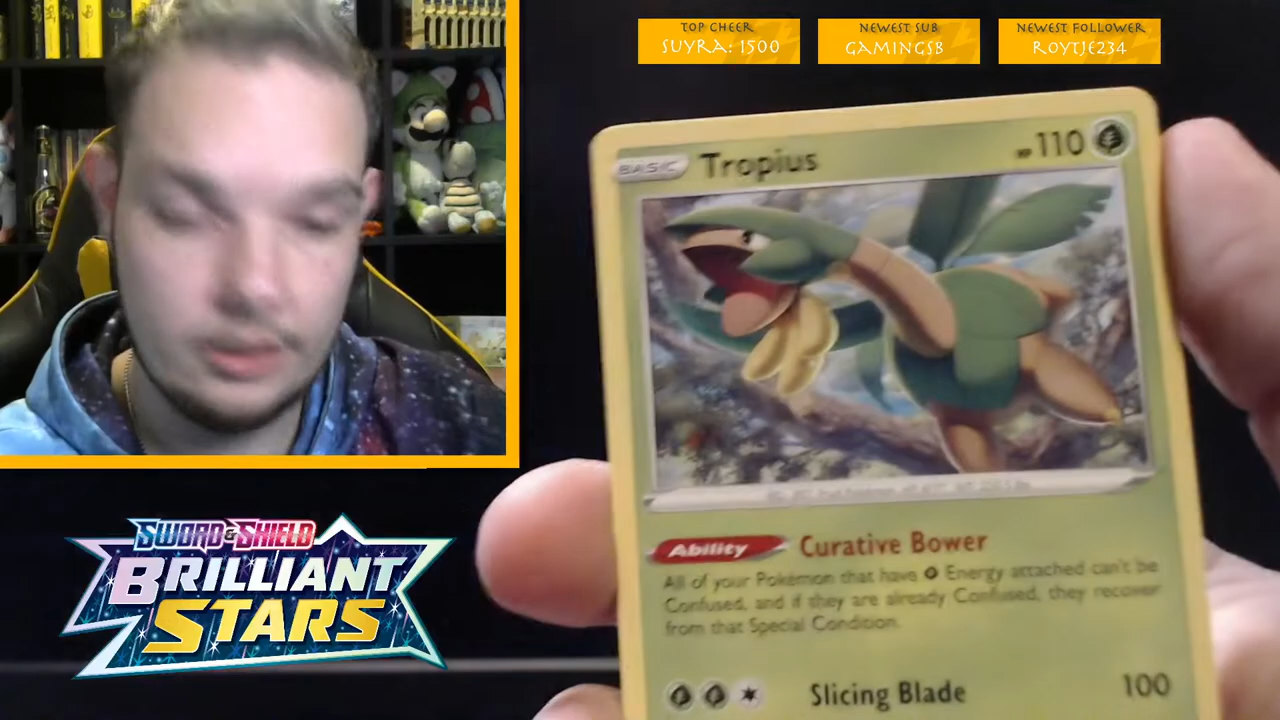 TOP CHEER
SUYRA: 1500
NEWEST SUB
GAMINGSB
NEWEST FOLLOWER
ROYTJE234
BASIC Tropius HP 110
Ability Curative Bower
All of your Pokémon that have Energy attached can't be
Confused, and if they are already Confused, they recover
from that Special Condition.
Slicing Blade 100
SWORD & SHIELD
BRILLIANT
STARS